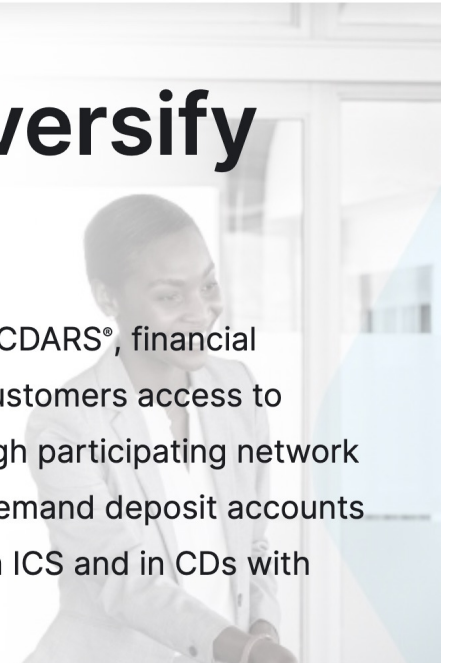 versify
CDARS®, financial
ustomers access to
gh participating network
emand deposit accounts
ICS and in CDs with